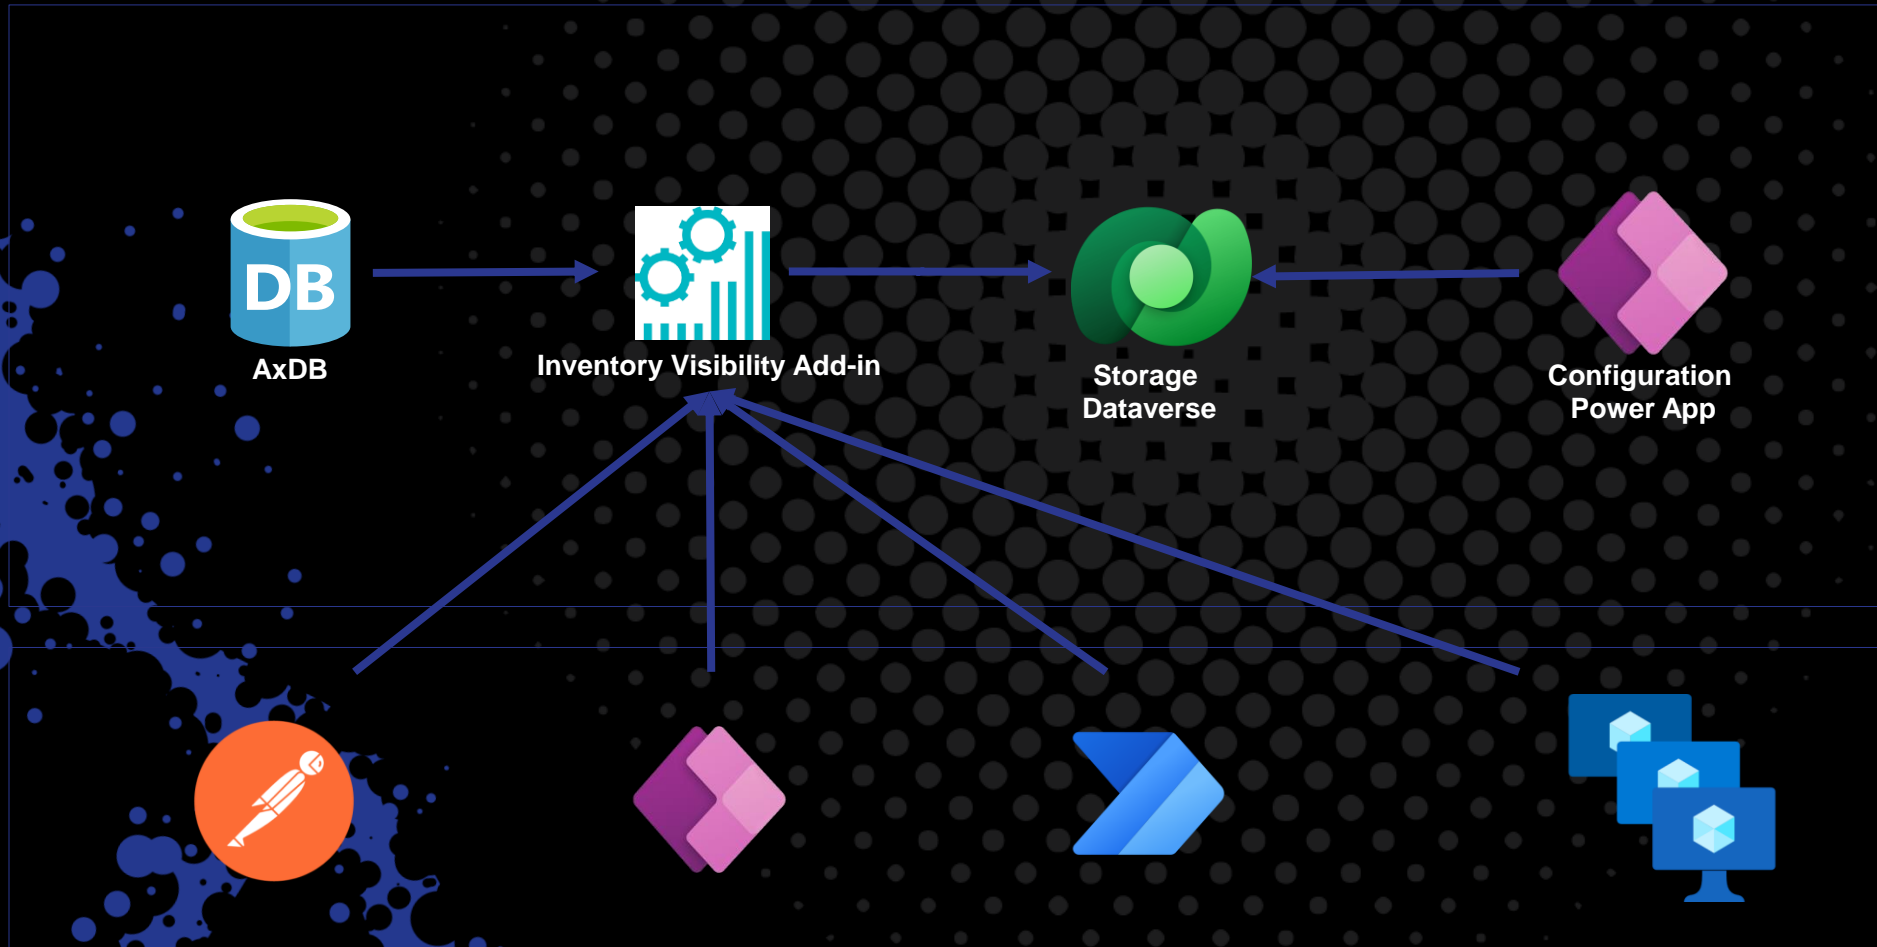 DB
AxDB
Inventory Visibility Add-in
Storage
Dataverse
Configuration
Power App